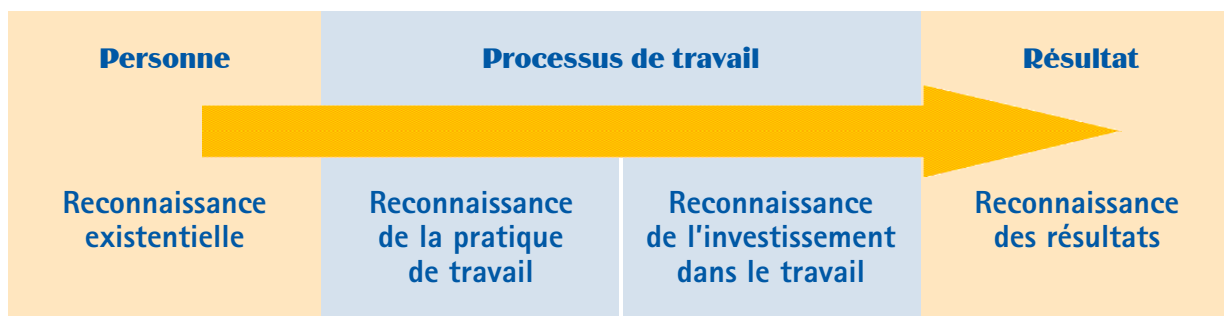 Personne
Processus de travail
Résultat
Reconnaissance
existentielle
Reconnaissance
de la pratique
de travail
Reconnaissance
de l'investissement
dans le travail
Reconnaissance
des résultats